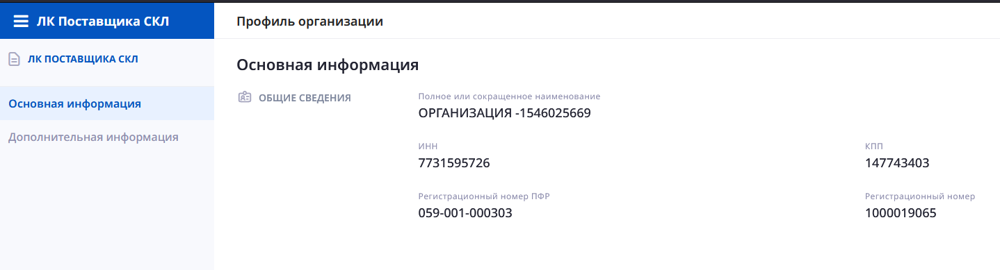 ЛК Поставщика СКЛ
Профиль организации
ЛК ПОСТАВЩИКА СКЛ
Основная информация
Дополнительная информация
Основная информация
ОБЩИЕ СВЕДЕНИЯ
Полное или сокращенное наименование
ОРГАНИЗАЦИЯ -1546025669
ИНН
7731595726
КПП
147743403
Регистрационный номер ПФР
059-001-000303
Регистрационный номер
1000019065